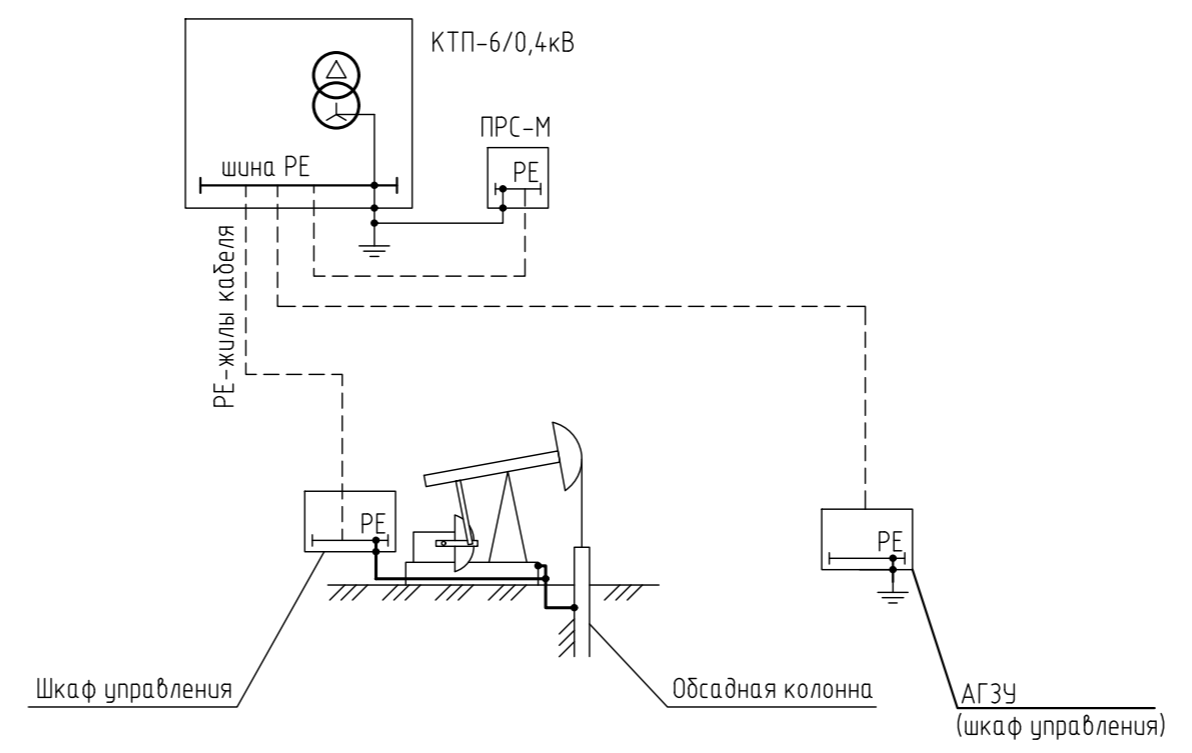 КТП-6/0,4кВ
ПРС-М
шина PE
PE
PE-жилы кабеля
PE
PE
Шкаф управления
Обсадная колонна
АГЗУ
(шкаф управления)